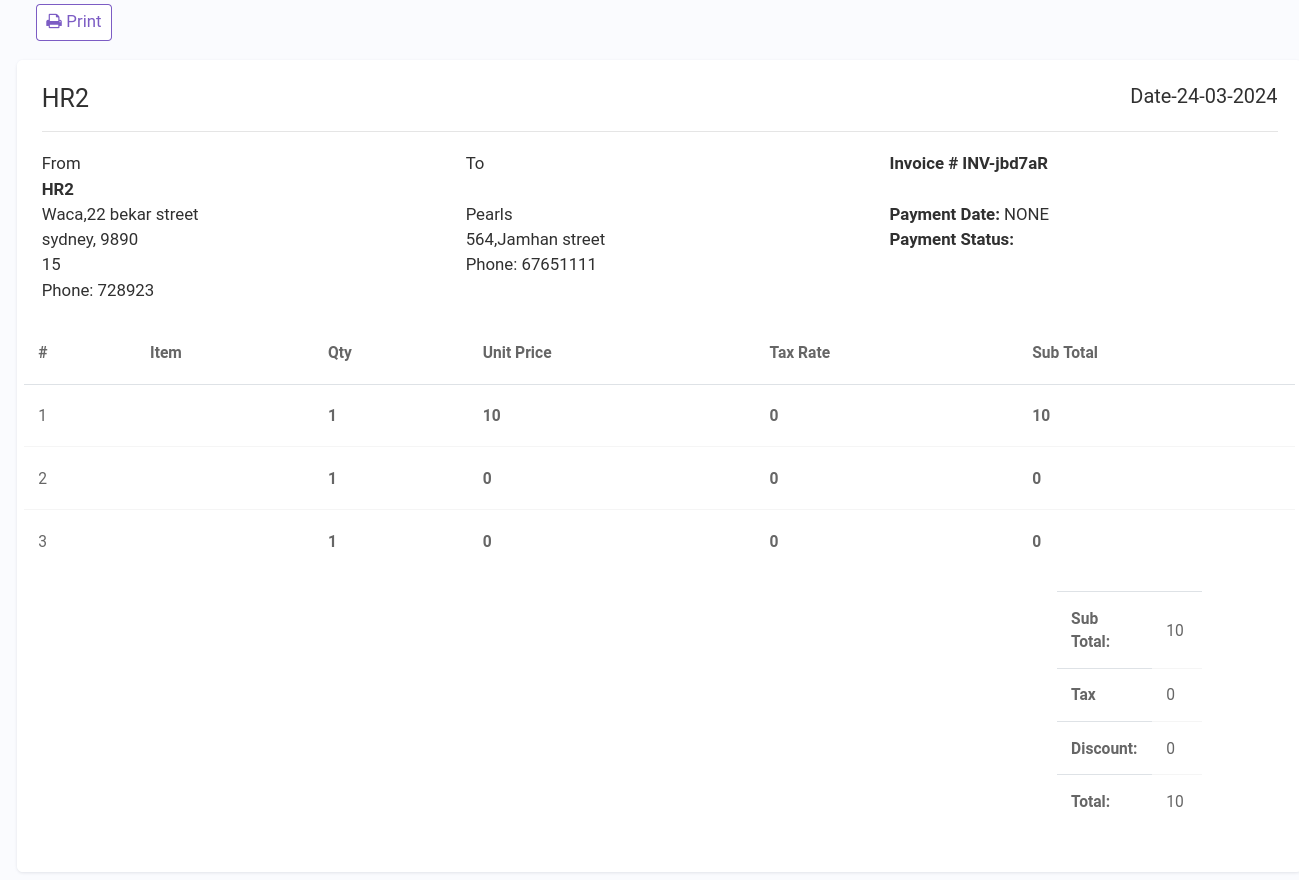 Print
HR2
Date-24-03-2024
From
HR2
Waca,22 bekar street
sydney, 9890
15
Phone: 728923
To
Pearls
564,Jamhan street
Phone: 67651111
Invoice # INV-jbd7aR
Payment Date: NONE
Payment Status:
# Item Qty Unit Price Tax Rate Sub Total
1 1 10 0 10
2 1 0 0 0
3 1 0 0 0
Sub
Total: 10
Tax 0
Discount: 0
Total: 10